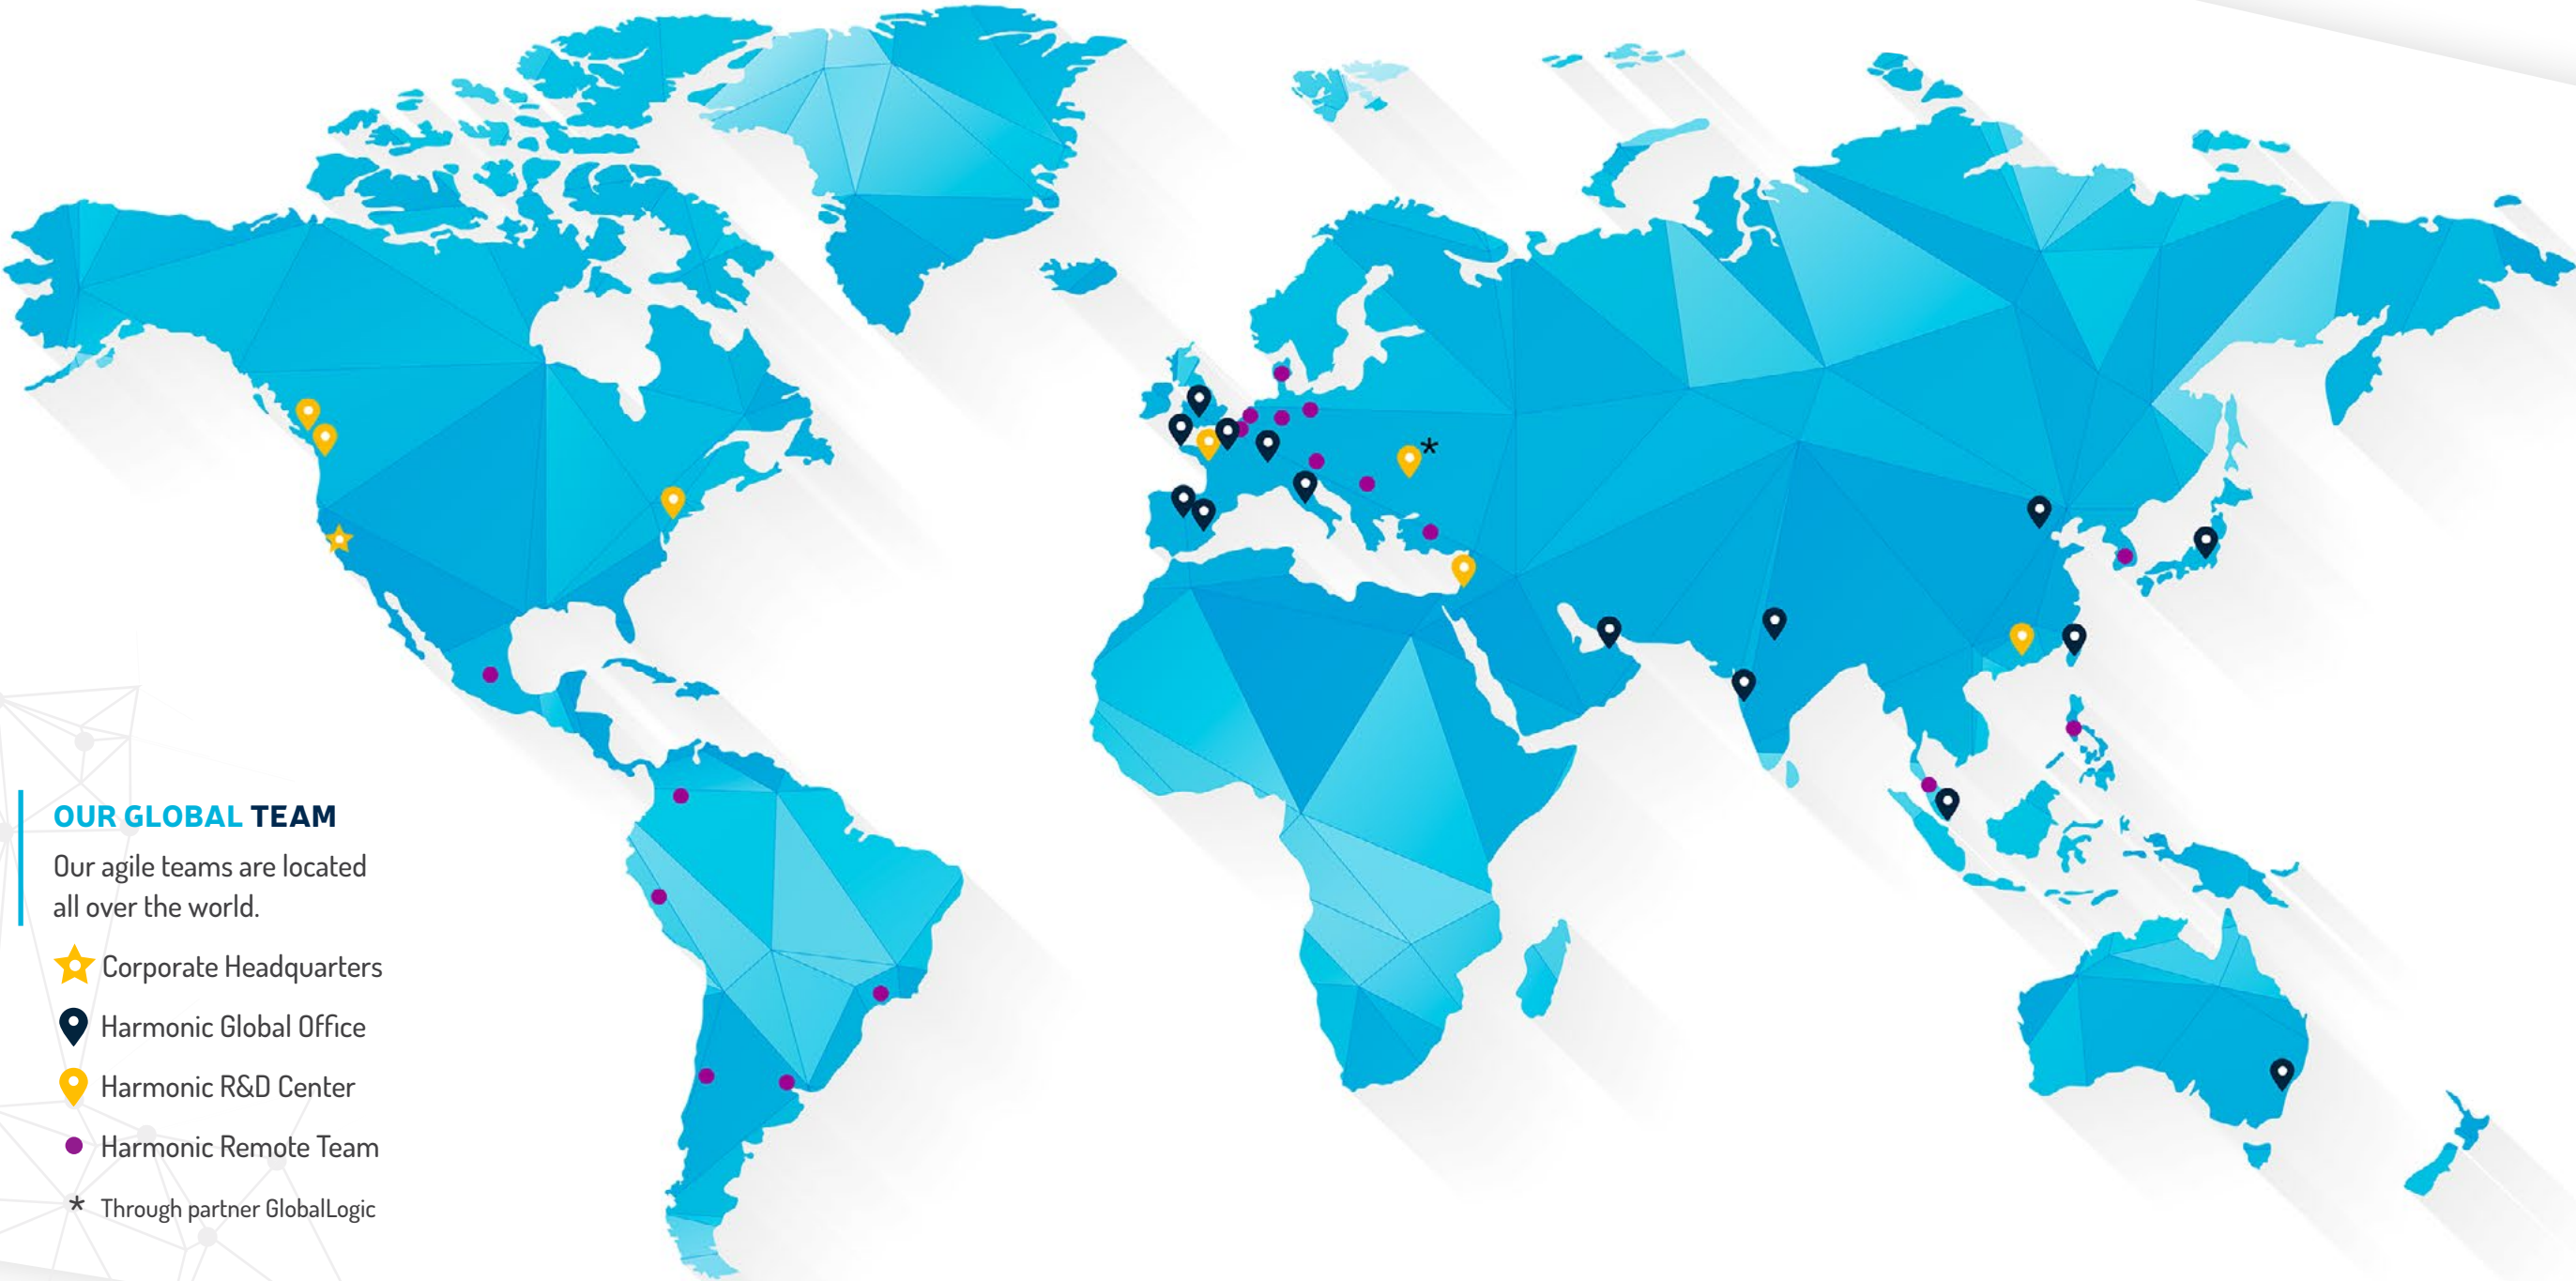 OUR GLOBAL TEAM
Our agile teams are located
all over the world.
Corporate Headquarters
Harmonic Global Office
Harmonic R&D Center
Harmonic Remote Team
* Through partner GlobalLogic
*